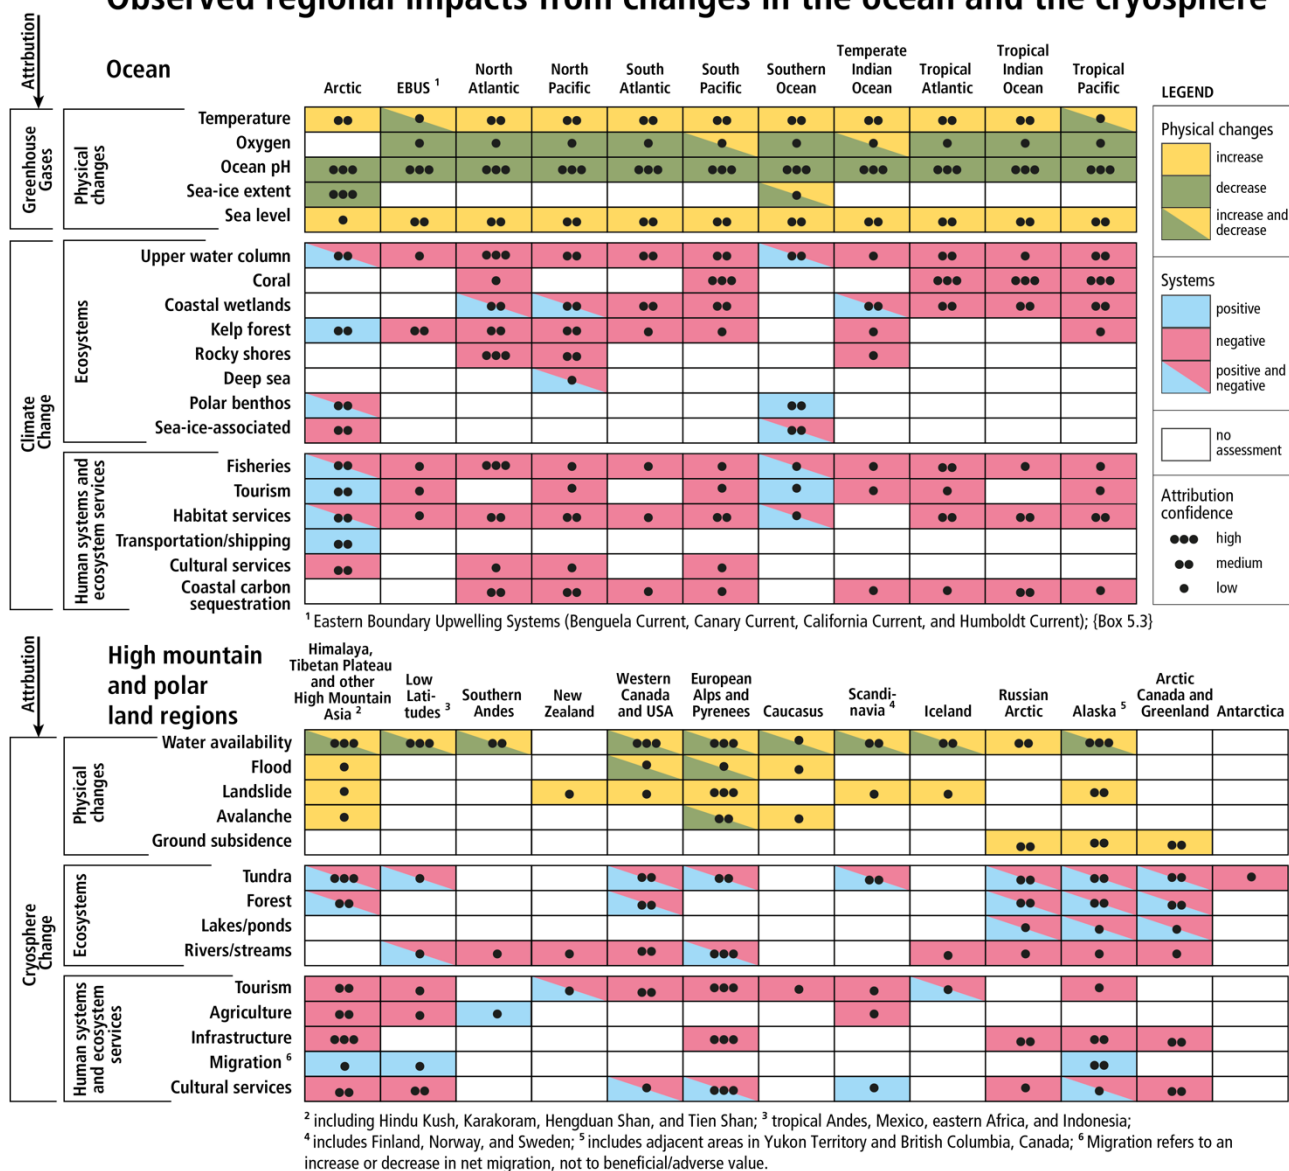 Observed regional impacts from changes in the ocean and the cryosphere
Attrbution
Ocean
Arctic
EBUS 1
North Atlantic
North Pacific
South Atlantic
South Pacific
Southern Ocean
Temperate Indian Ocean
Tropical Atlantic
Tropical Indian Ocean
Tropical Pacific
LEGEND
Greenhouse Gases
Physical changes
Temperature
Oxygen
Ocean pH
Sea-ice extent
Sea level
Climate Change
Ecosystems
Upper water column
Coral
Coastal wetlands
Kelp forest
Rocky shores
Deep sea
Polar benthos
Sea-ice-associated
Human systems and ecosystem services
Fisheries
Tourism
Habitat services
Transportation/shipping
Cultural services
Coastal carbon sequestration
Physical changes
increase
decrease
increase and decrease
Systems
positive
negative
positive and negative
no assessment
Attribution confidence
high
medium
low
1 Eastern Boundary Upwelling Systems (Benguela Current, Canary Current, California Current, and Humboldt Current); {Box 5.3}
Attrbution
High mountain and polar land regions
Himalaya, Tibetan Plateau and other High Mountain Asia 2
Low Lati-tudes 3
Southern Andes
New Zealand
Western Canada and USA
European Alps and Pyrenees
Caucasus
Scandi-navia 4
Iceland
Russian Arctic
Alaska 5
Arctic Canada and Greenland
Antarctica
Cryosphere Change
Physical changes
Water availability
Flood
Landslide
Avalanche
Ground subsidence
Ecosystems
Tundra
Forest
Lakes/ponds
Rivers/streams
Human systems and ecosystem services
Tourism
Agriculture
Infrastructure
Migration 6
Cultural services
2 including Hindu Kush, Karakoram, Hengduan Shan, and Tien Shan; 3 tropical Andes, Mexico, eastern Africa, and Indonesia;
4 includes Finland, Norway, and Sweden; 5 includes adjacent areas in Yukon Territory and British Columbia, Canada; 6 Migration refers to an
increase or decrease in net migration, not to beneficial/adverse value.